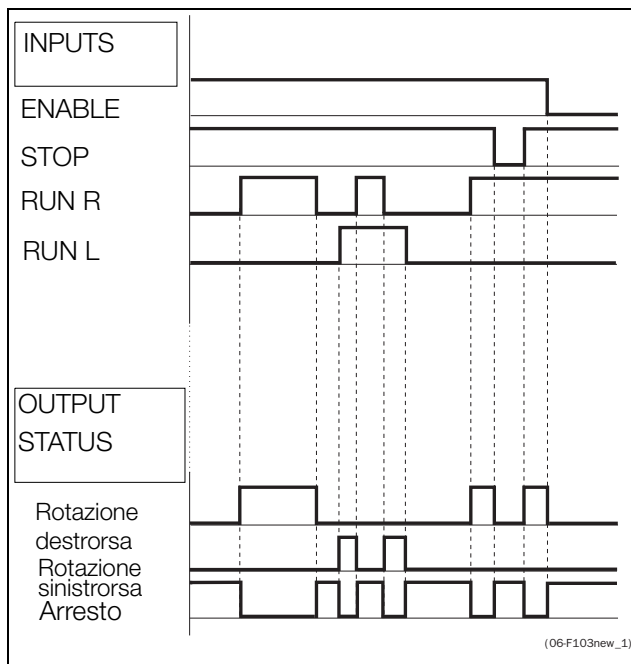 INPUTS
ENABLE
STOP
RUN R
RUN L
OUTPUT
STATUS
Rotazione
destrorsa
Rotazione
sinistrorsa
Arresto
(06-F103new_1)